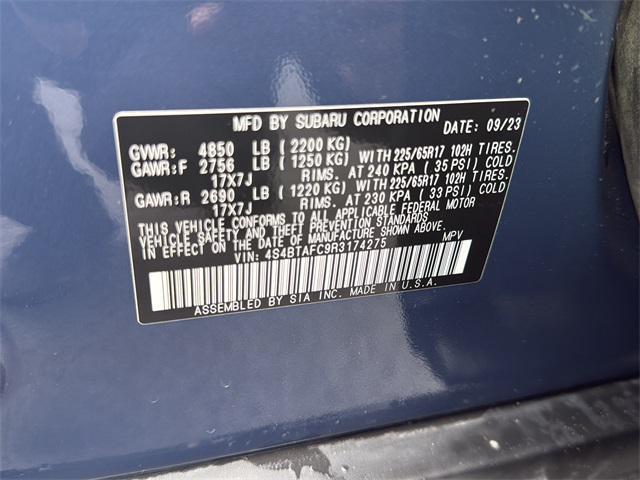 MFD BY SUBARU CORPORATION DATE: 09/23
GVWR: 4850 LB ( 2200 KG)
GAWR:F 2756 LB ( 1250 KG) WITH 225/65R17 102H TIRES.
17X7J RIMS. AT 240 KPA ( 35 PSI) COLD
GAWR:R 2690 LB ( 1220 KG) WITH 225/65R17 102H TIRES.
17X7J RIMS. AT 230 KPA ( 33 PSI) COLD
THIS VEHICLE CONFORMS TO ALL APPLICABLE FEDERAL MOTOR
VEHICLE SAFETY AND THEFT PREVENTION STANDARDS
IN EFFECT ON THE DATE OF MANUFACTURE SHOWN ABOVE.
VIN: 4S4BTAFC9R3174275 MPV
ASSEMBLED BY SIA INC. MADE IN U.S.A.